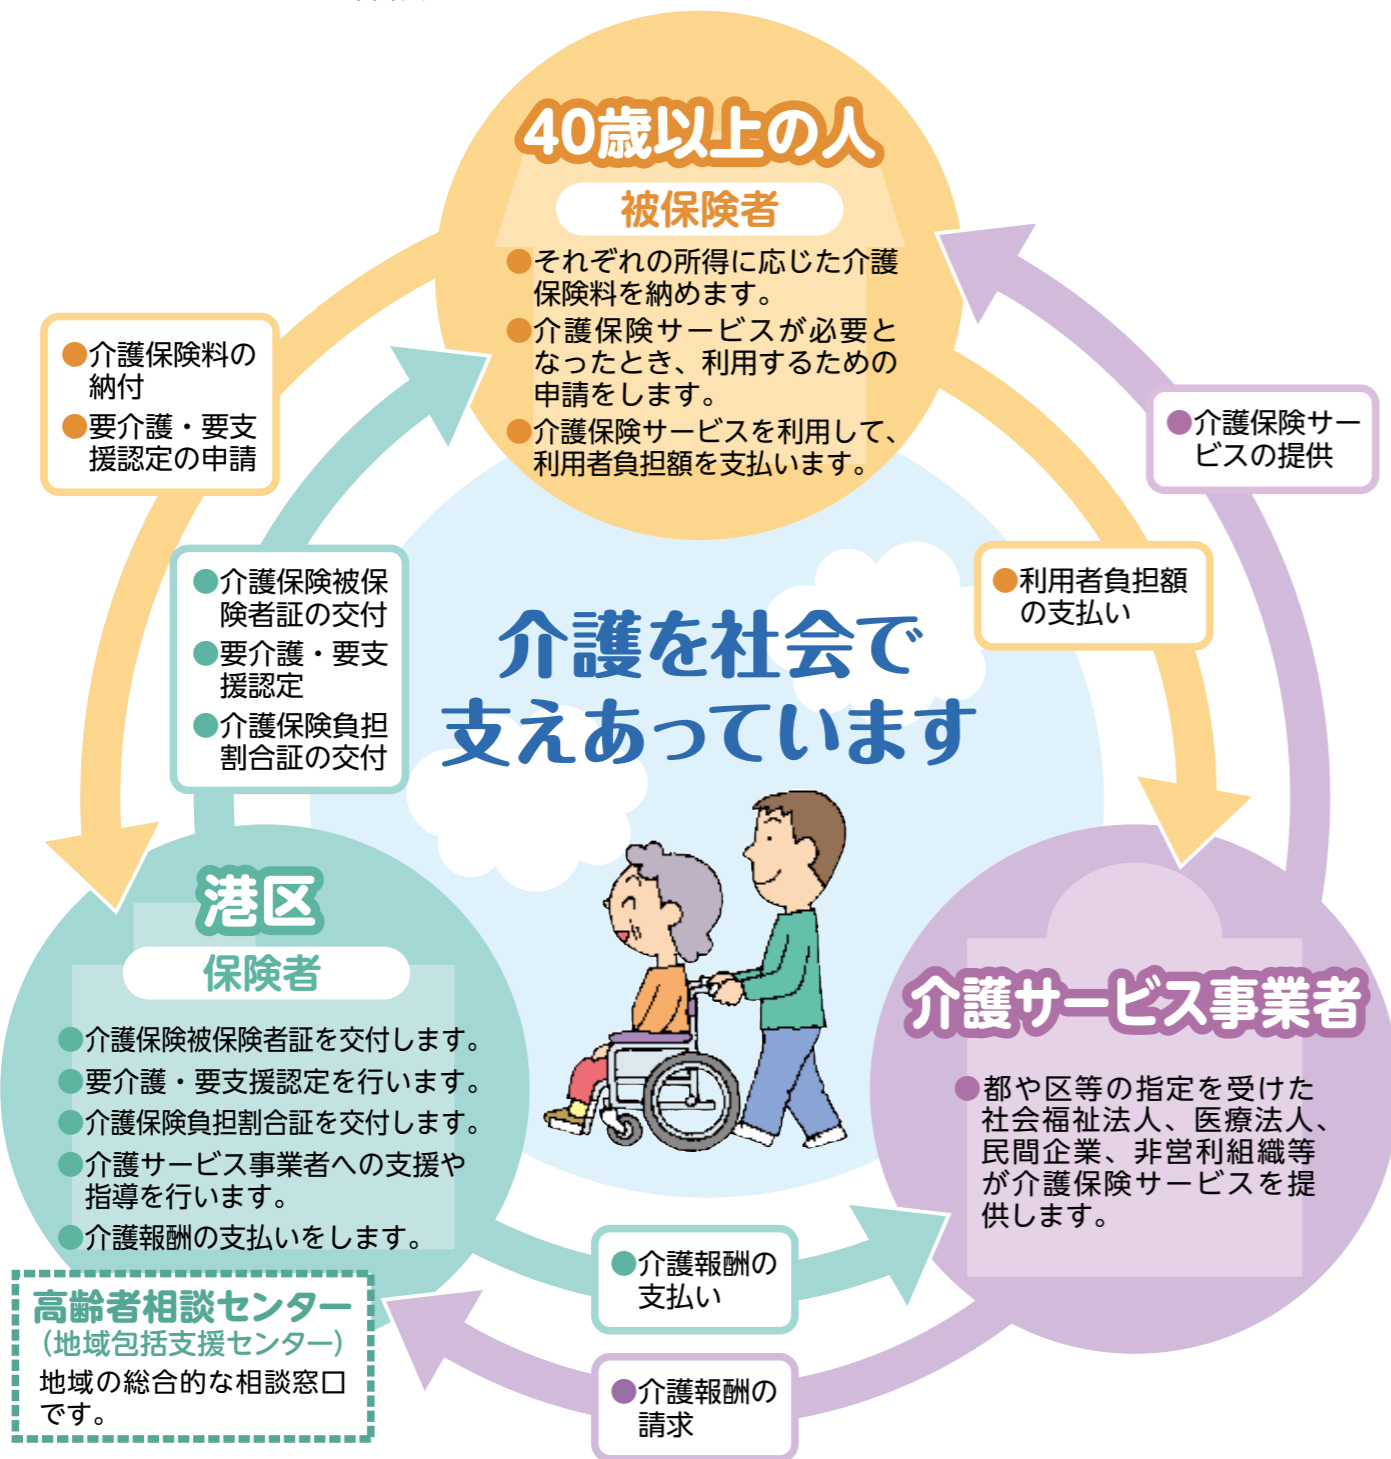 40歳以上の人
被保険者
●それぞれの所得に応じた介護
保険料を納めます。
●介護保険サービスが必要と
なったとき、利用するための
申請をします。
●介護保険サービスを利用して、
利用者負担額を支払います。
●介護保険料の
納付
●要介護・要支
援認定の申請
●介護保険被保
険者証の交付
●要介護・要支
援認定
●介護保険負担
割合証の交付
●介護保険サー
ビスの提供
●利用者負担額
の支払い
介護を社会で
支えあっています
港区
保険者
●介護保険被保険者証を交付します。
●要介護・要支援認定を行います。
●介護保険負担割合証を交付します。
●介護サービス事業者への支援や
指導を行います。
●介護報酬の支払いをします。
高齢者相談センター
（地域包括支援センター）
地域の総合的な相談窓口
です。
介護サービス事業者
●都や区等の指定を受けた
社会福祉法人、医療法人、
民間企業、非営利組織等
が介護保険サービスを提
供します。
●介護報酬の
支払い
●介護報酬の
請求